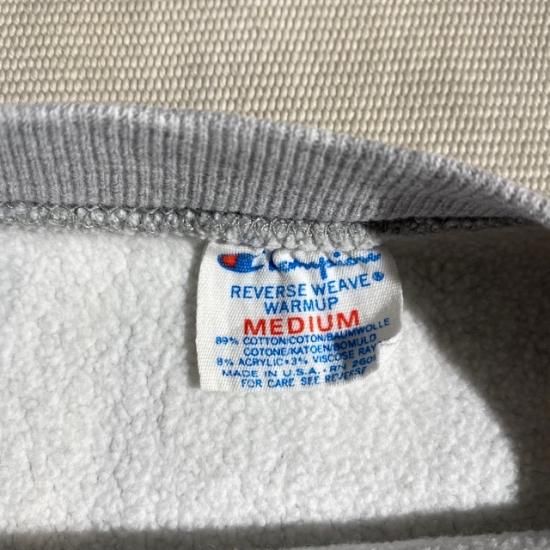 Champion
REVERSE WEAVE®
WARMUP
MEDIUM
89% COTTON/COTON/BAUMWOLLE
COTONE/KATOEN/BOMULD
8% ACRYLIC•3% VISCOSE RAY
MADE IN U.S.A. • RN 2609
FOR CARE SEE REVERSE